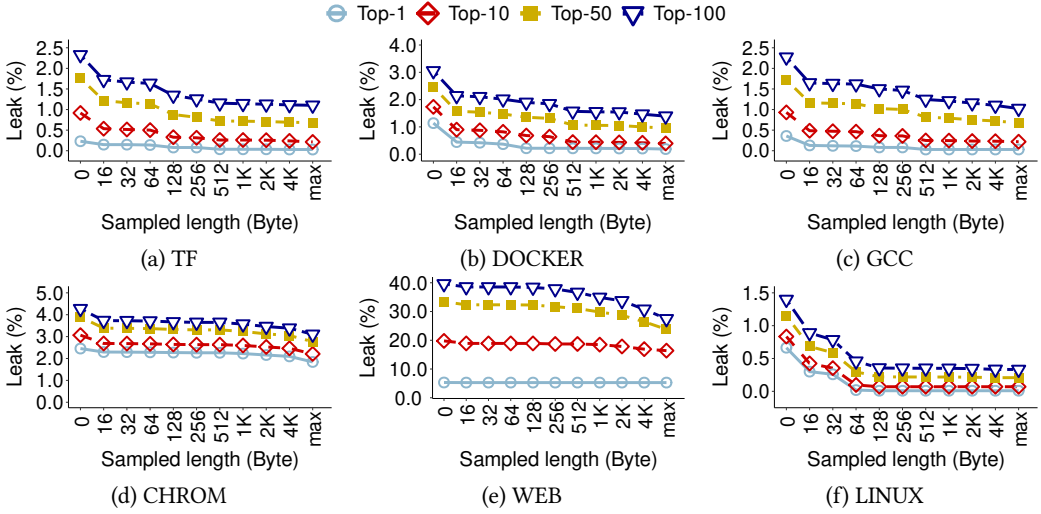 Top-1 Top-10 Top-50 Top-100
Leak (%)
2.5
2.0
1.5
1.0
0.5
0.0
0 16 32 64 128 256 512 1K 2K 4K max
Sampled length (Byte)
(a) TF
Leak (%)
4.0
3.0
2.0
1.0
0.0
0 16 32 64 128 256 512 1K 2K 4K max
Sampled length (Byte)
(b) DOCKER
Leak (%)
2.5
2.0
1.5
1.0
0.5
0.0
0 16 32 64 128 256 512 1K 2K 4K max
Sampled length (Byte)
(c) GCC
Leak (%)
5.0
4.0
3.0
2.0
1.0
0.0
0 16 32 64 128 256 512 1K 2K 4K max
Sampled length (Byte)
(d) CHROM
Leak (%)
40.0
30.0
20.0
10.0
0.0
0 16 32 64 128 256 512 1K 2K 4K max
Sampled length (Byte)
(e) WEB
Leak (%)
1.5
1.0
0.5
0.0
0 16 32 64 128 256 512 1K 2K 4K max
Sampled length (Byte)
(f) LINUX